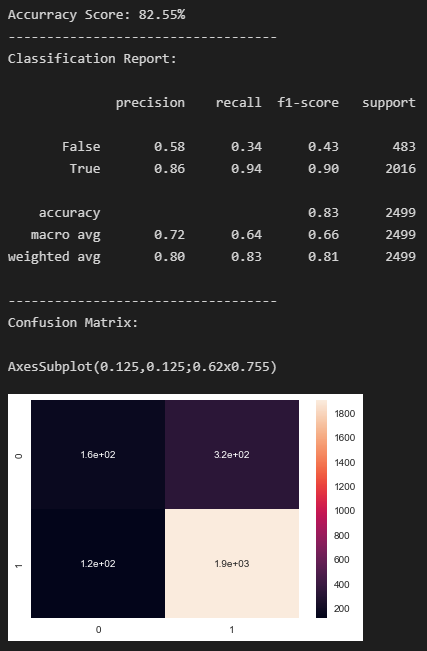 Accurracy Score: 82.55%
-----------------------------------
Classification Report:
precision recall f1-score support
False 0.58 0.34 0.43 483
True 0.86 0.94 0.90 2016
accuracy 0.83 2499
macro avg 0.72 0.64 0.66 2499
weighted avg 0.80 0.83 0.81 2499
-----------------------------------
Confusion Matrix:
AxesSubplot(0.125,0.125;0.62x0.755)
1800
1600
1400
1200
1000
800
600
400
200
0 1.6e+02 3.2e+02
1 1.2e+02 1.9e+03
0 1